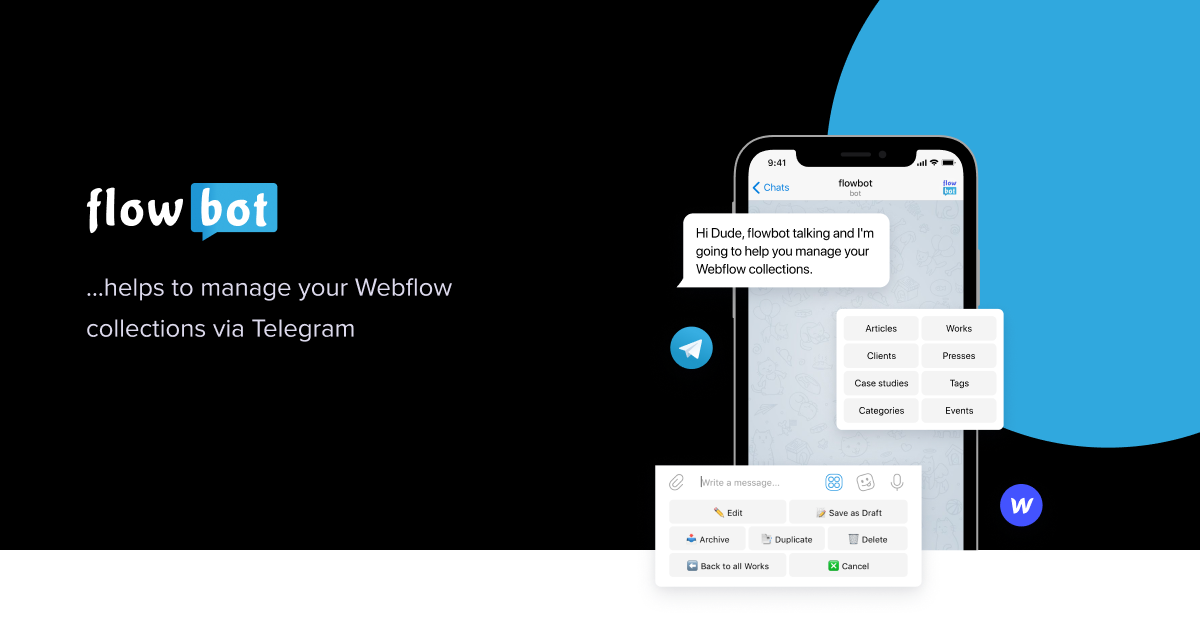 flow bot
...helps to manage your Webflow
collections via Telegram
9:41
Chats
flowbot
bot
flow
bot
Hi Dude, flowbot talking and I'm
going to help you manage your
Webflow collections.
Articles Works
Clients Presses
Case studies Tags
Categories Events
Write a message...
Edit Save as Draft
Archive Duplicate Delete
Back to all Works Cancel
W